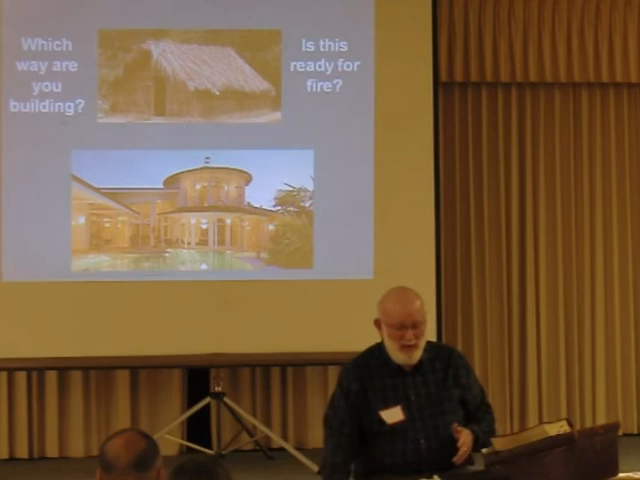 Which
way are
you
building?
Is this
ready for
fire?